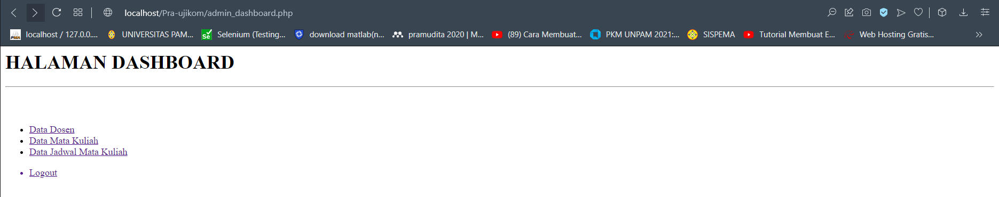 localhost/Pra-ujikom/admin_dashboard.php
localhost / 127.0.0.... UNIVERSITAS PAM... Selenium (Testing... download matlab(n... pramudita 2020 | M... (89) Cara Membuat... PKM UNPAM 2021:... SISPEMA Tutorial Membuat E... Web Hosting Gratis...
HALAMAN DASHBOARD
Data Dosen
Data Mata Kuliah
Data Jadwal Mata Kuliah
Logout